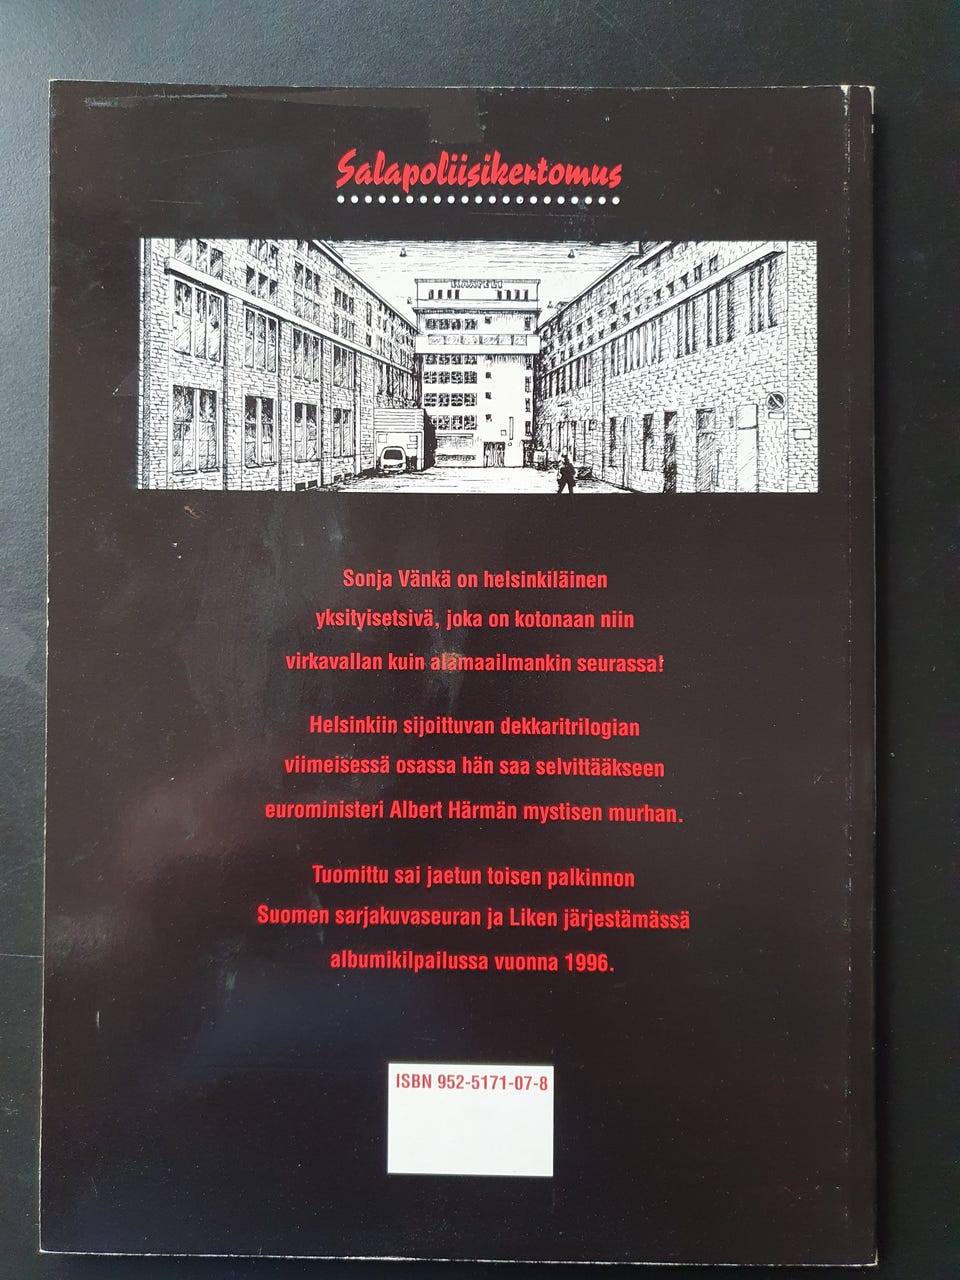 Salapoliisikertomus
KAAPELI
Sonja Vänkä on helsinkiläinen
yksityisetsivä, joka on kotonaan niin
virkavallan kuin alamaailmankin seurassa!
Helsinkiin sijoittuvan dekkaritrilogian
viimeisessä osassa hän saa selvittääkseen
euroministeri Albert Härmän mystisen murhan.
Tuomittu sai jaetun toisen palkinnon
Suomen sarjakuvaseuran ja Liken järjestämässä
albumikilpailussa vuonna 1996.
ISBN 952-5171-07-8